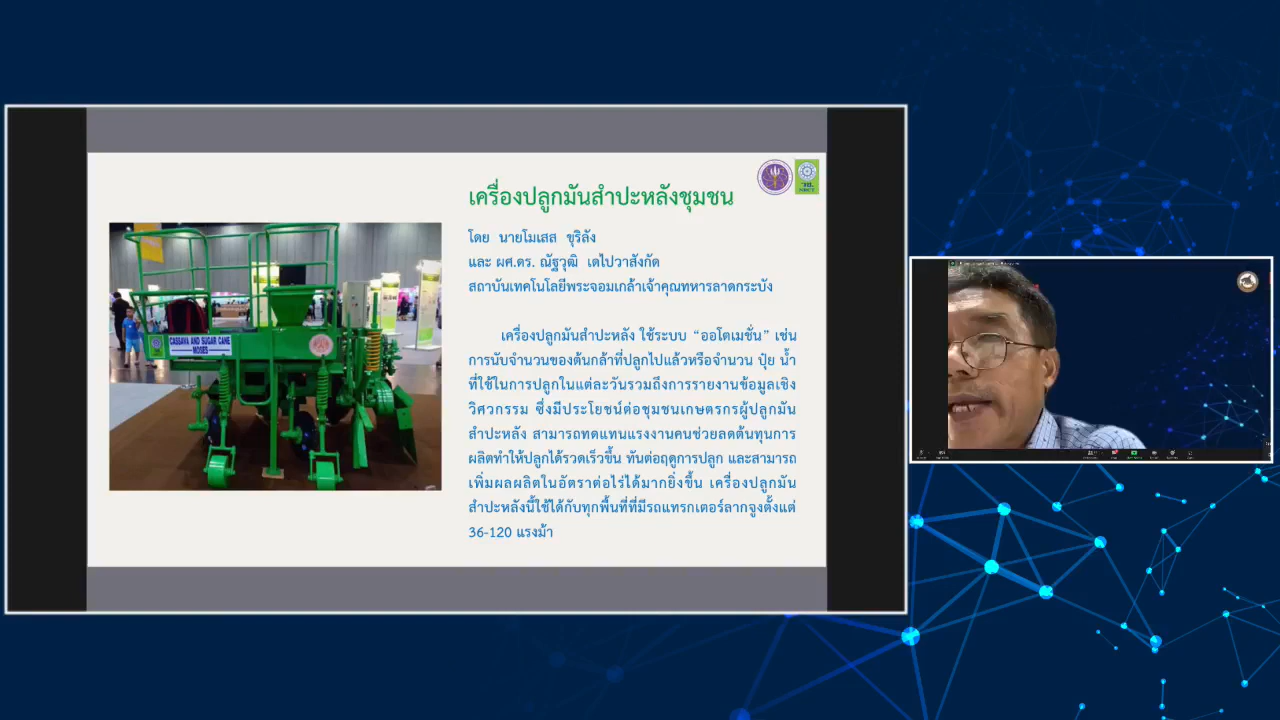 เครื่องปลูกมันสำปะหลังชุมชน
โดย นายโมเสส ขุริลัง
และ ผศ.ดร. ณัฐวุฒิ เตไปวาสังกัด
สถาบันเทคโนโลยีพระจอมเกล้าเจ้าคุณทหารลาดกระบัง
เครื่องปลูกมันสำปะหลัง ใช้ระบบ “ออโตเมชั่น” เช่น
การนับจำนวนของต้นกล้าที่ปลูกไปแล้วหรือจำนวน ปุ๋ย น้ำ
ที่ใช้ในการปลูกในแต่ละวันรวมถึงการรายงานข้อมูลเชิง
วิศวกรรม ซึ่งมีประโยชน์ต่อชุมชนเกษตรกรผู้ปลูกมัน
สำปะหลัง สามารถทดแทนแรงงานคนช่วยลดต้นทุนการ
ผลิตทำให้ปลูกได้รวดเร็วขึ้น ทันต่อฤดูการปลูก และสามารถ
เพิ่มผลผลิตในอัตราต่อไร่ได้มากยิ่งขึ้น เครื่องปลูกมัน
สำปะหลังนี้ใช้ได้กับทุกพื้นที่ที่มีรถแทรกเตอร์ลากจูงตั้งแต่
36-120 แรงม้า
CASSAVA AND SUGAR CANE
MOSES
วช.
NRCT